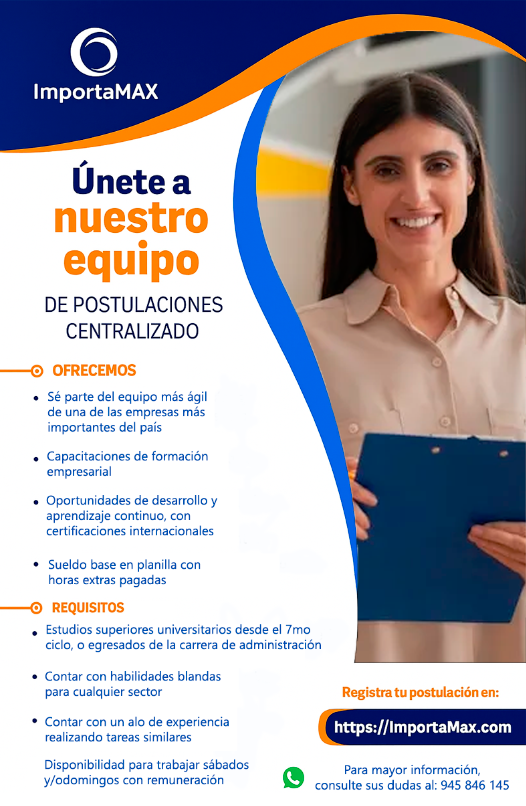 ImportaMAX
Únete a
nuestro
equipo
DE POSTULACIONES
CENTRALIZADO
OFRECEMOS
• Sé parte del equipo más ágil
de una de las empresas más
importantes del país
• Capacitaciones de formación
empresarial
• Oportunidades de desarrollo y
aprendizaje continuo, con
certificaciones internacionales
• Sueldo base en planilla con
horas extras pagadas
REQUISITOS
• Estudios superiores universitarios desde el 7mo
ciclo, o egresados de la carrera de administración
• Contar con habilidades blandas
para cualquier sector
• Contar con un alo de experiencia
realizando tareas similares
Disponibilidad para trabajar sábados
y/odomingos con remuneración
Registra tu postulación en:
https://ImportaMax.com
Para mayor información,
consulte sus dudas al: 945 846 145